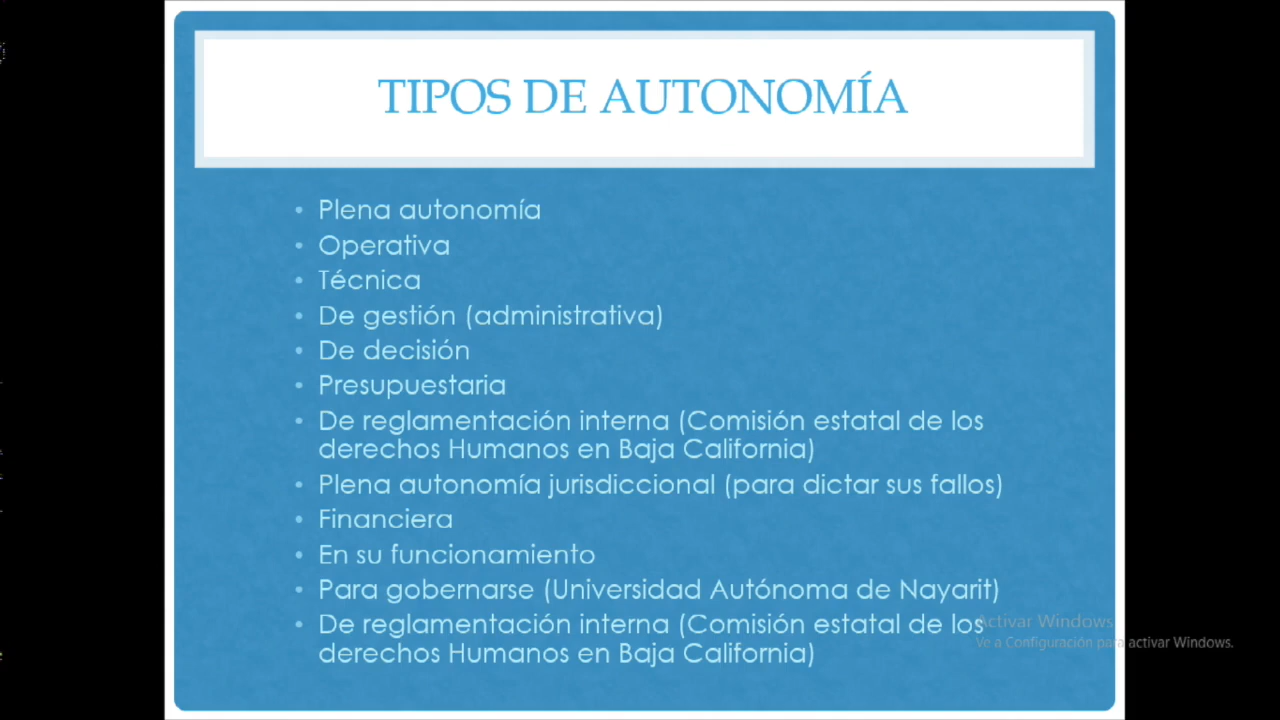 TIPOS DE AUTONOMÍA
• Plena autonomía
• Operativa
• Técnica
• De gestión (administrativa)
• De decisión
• Presupuestaria
• De reglamentación interna (Comisión estatal de los
derechos Humanos en Baja California)
• Plena autonomía jurisdiccional (para dictar sus fallos)
• Financiera
• En su funcionamiento
• Para gobernarse (Universidad Autónoma de Nayarit)
• De reglamentación interna (Comisión estatal de los
derechos Humanos en Baja California)
Activar Windows
Ve a Configuración para activar Windows.